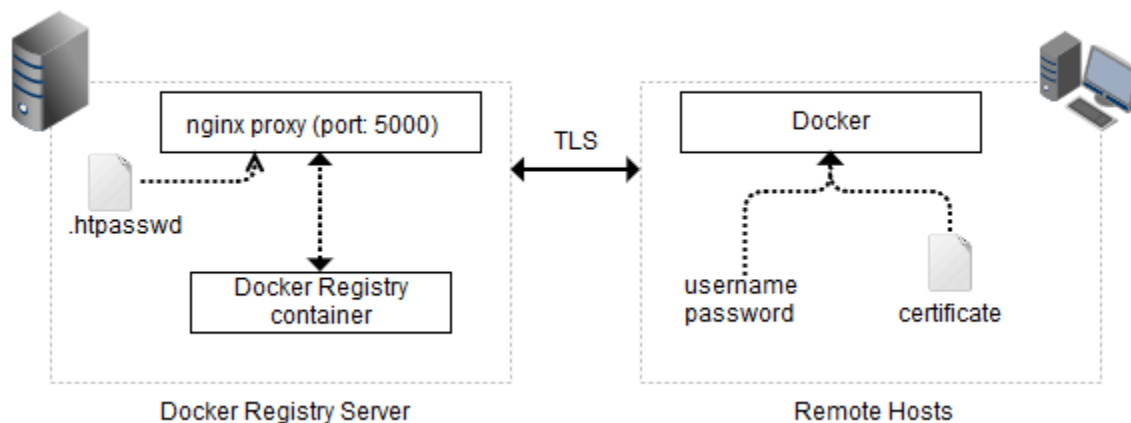 nginx proxy (port: 5000)
.htpasswd
Docker Registry
container
Docker Registry Server
TLS
Docker
username
password
certificate
Remote Hosts